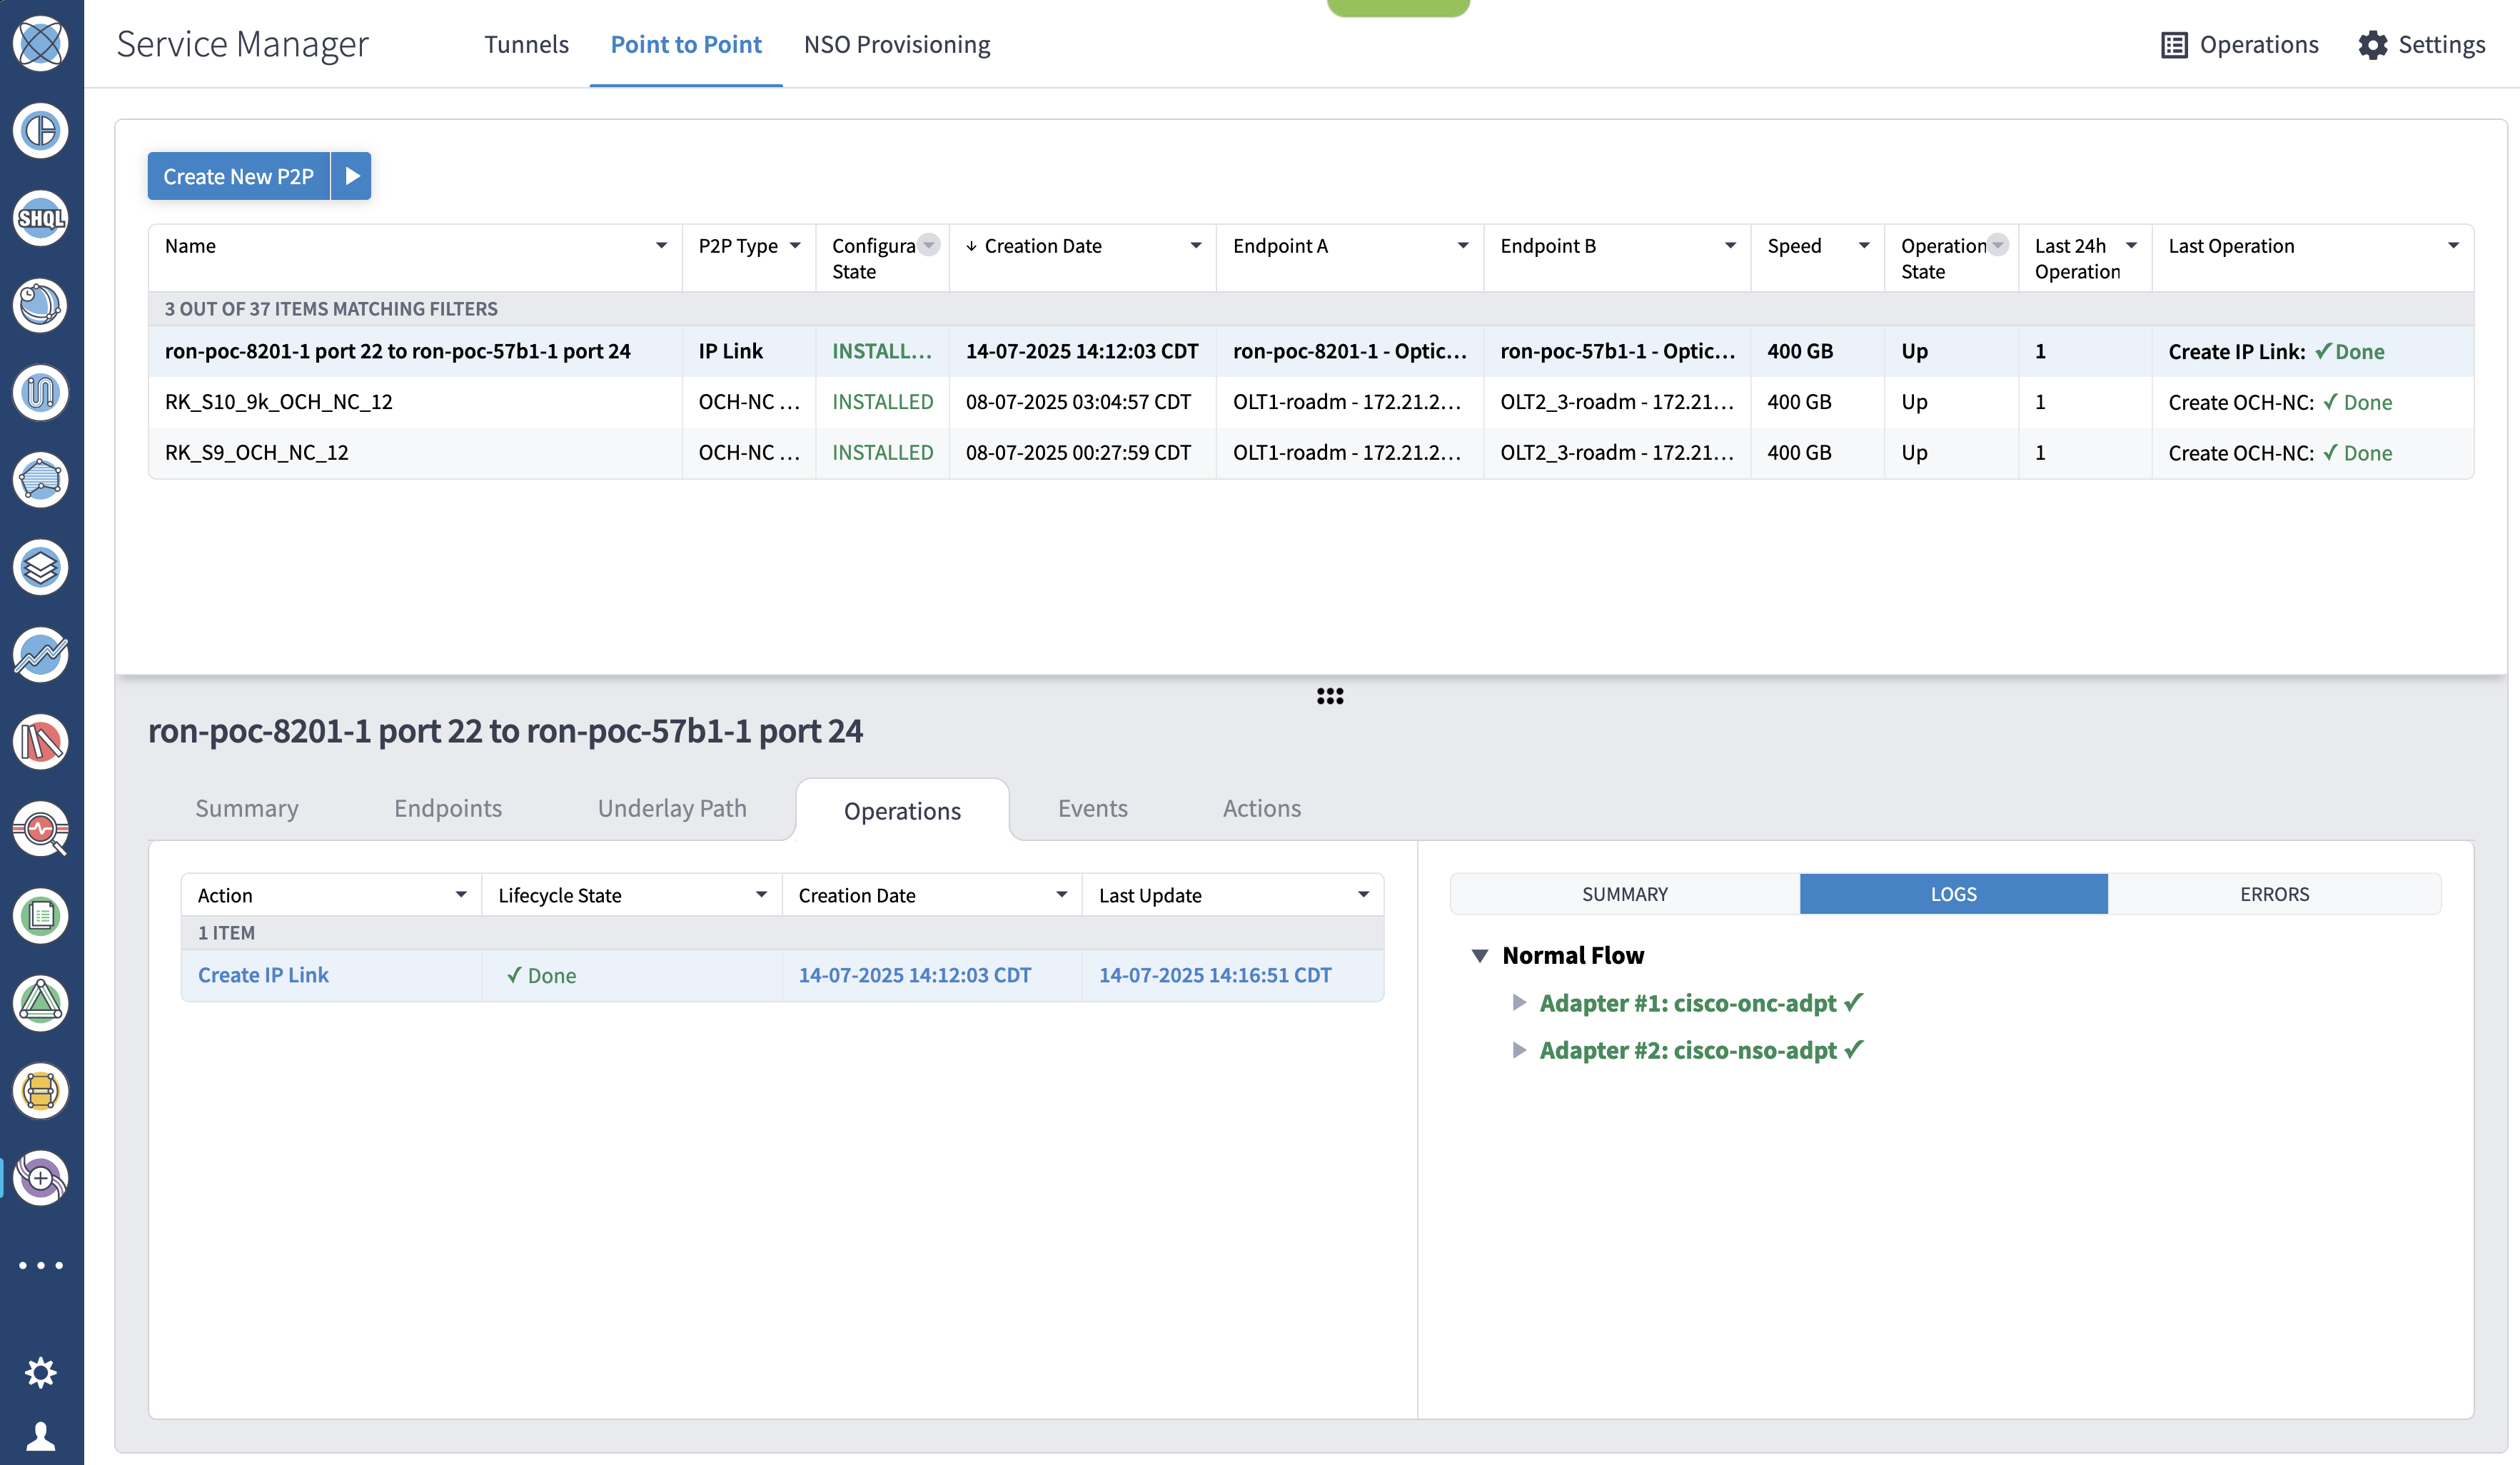 Service Manager
Tunnels
Point to Point
NSO Provisioning
Operations
Settings
SHQL
Create New P2P
Name P2P Type Configura State ↓ Creation Date Endpoint A Endpoint B Speed Operation State Last 24h Operation Last Operation
3 OUT OF 37 ITEMS MATCHING FILTERS
ron-poc-8201-1 port 22 to ron-poc-57b1-1 port 24 IP Link INSTALL... 14-07-2025 14:12:03 CDT ron-poc-8201-1 - Optic... ron-poc-57b1-1 - Optic... 400 GB Up 1 Create IP Link: ✓ Done
RK_S10_9k_OCH_NC_12 OCH-NC ... INSTALLED 08-07-2025 03:04:57 CDT OLT1-roadm - 172.21.2... OLT2_3-roadm - 172.21... 400 GB Up 1 Create OCH-NC: ✓ Done
RK_S9_OCH_NC_12 OCH-NC ... INSTALLED 08-07-2025 00:27:59 CDT OLT1-roadm - 172.21.2... OLT2_3-roadm - 172.21... 400 GB Up 1 Create OCH-NC: ✓ Done
ron-poc-8201-1 port 22 to ron-poc-57b1-1 port 24
Summary Endpoints Underlay Path Operations Events Actions
Action Lifecycle State Creation Date Last Update
1 ITEM
Create IP Link ✓ Done 14-07-2025 14:12:03 CDT 14-07-2025 14:16:51 CDT
SUMMARY LOGS ERRORS
Normal Flow
Adapter #1: cisco-onc-adpt ✓
Adapter #2: cisco-nso-adpt ✓